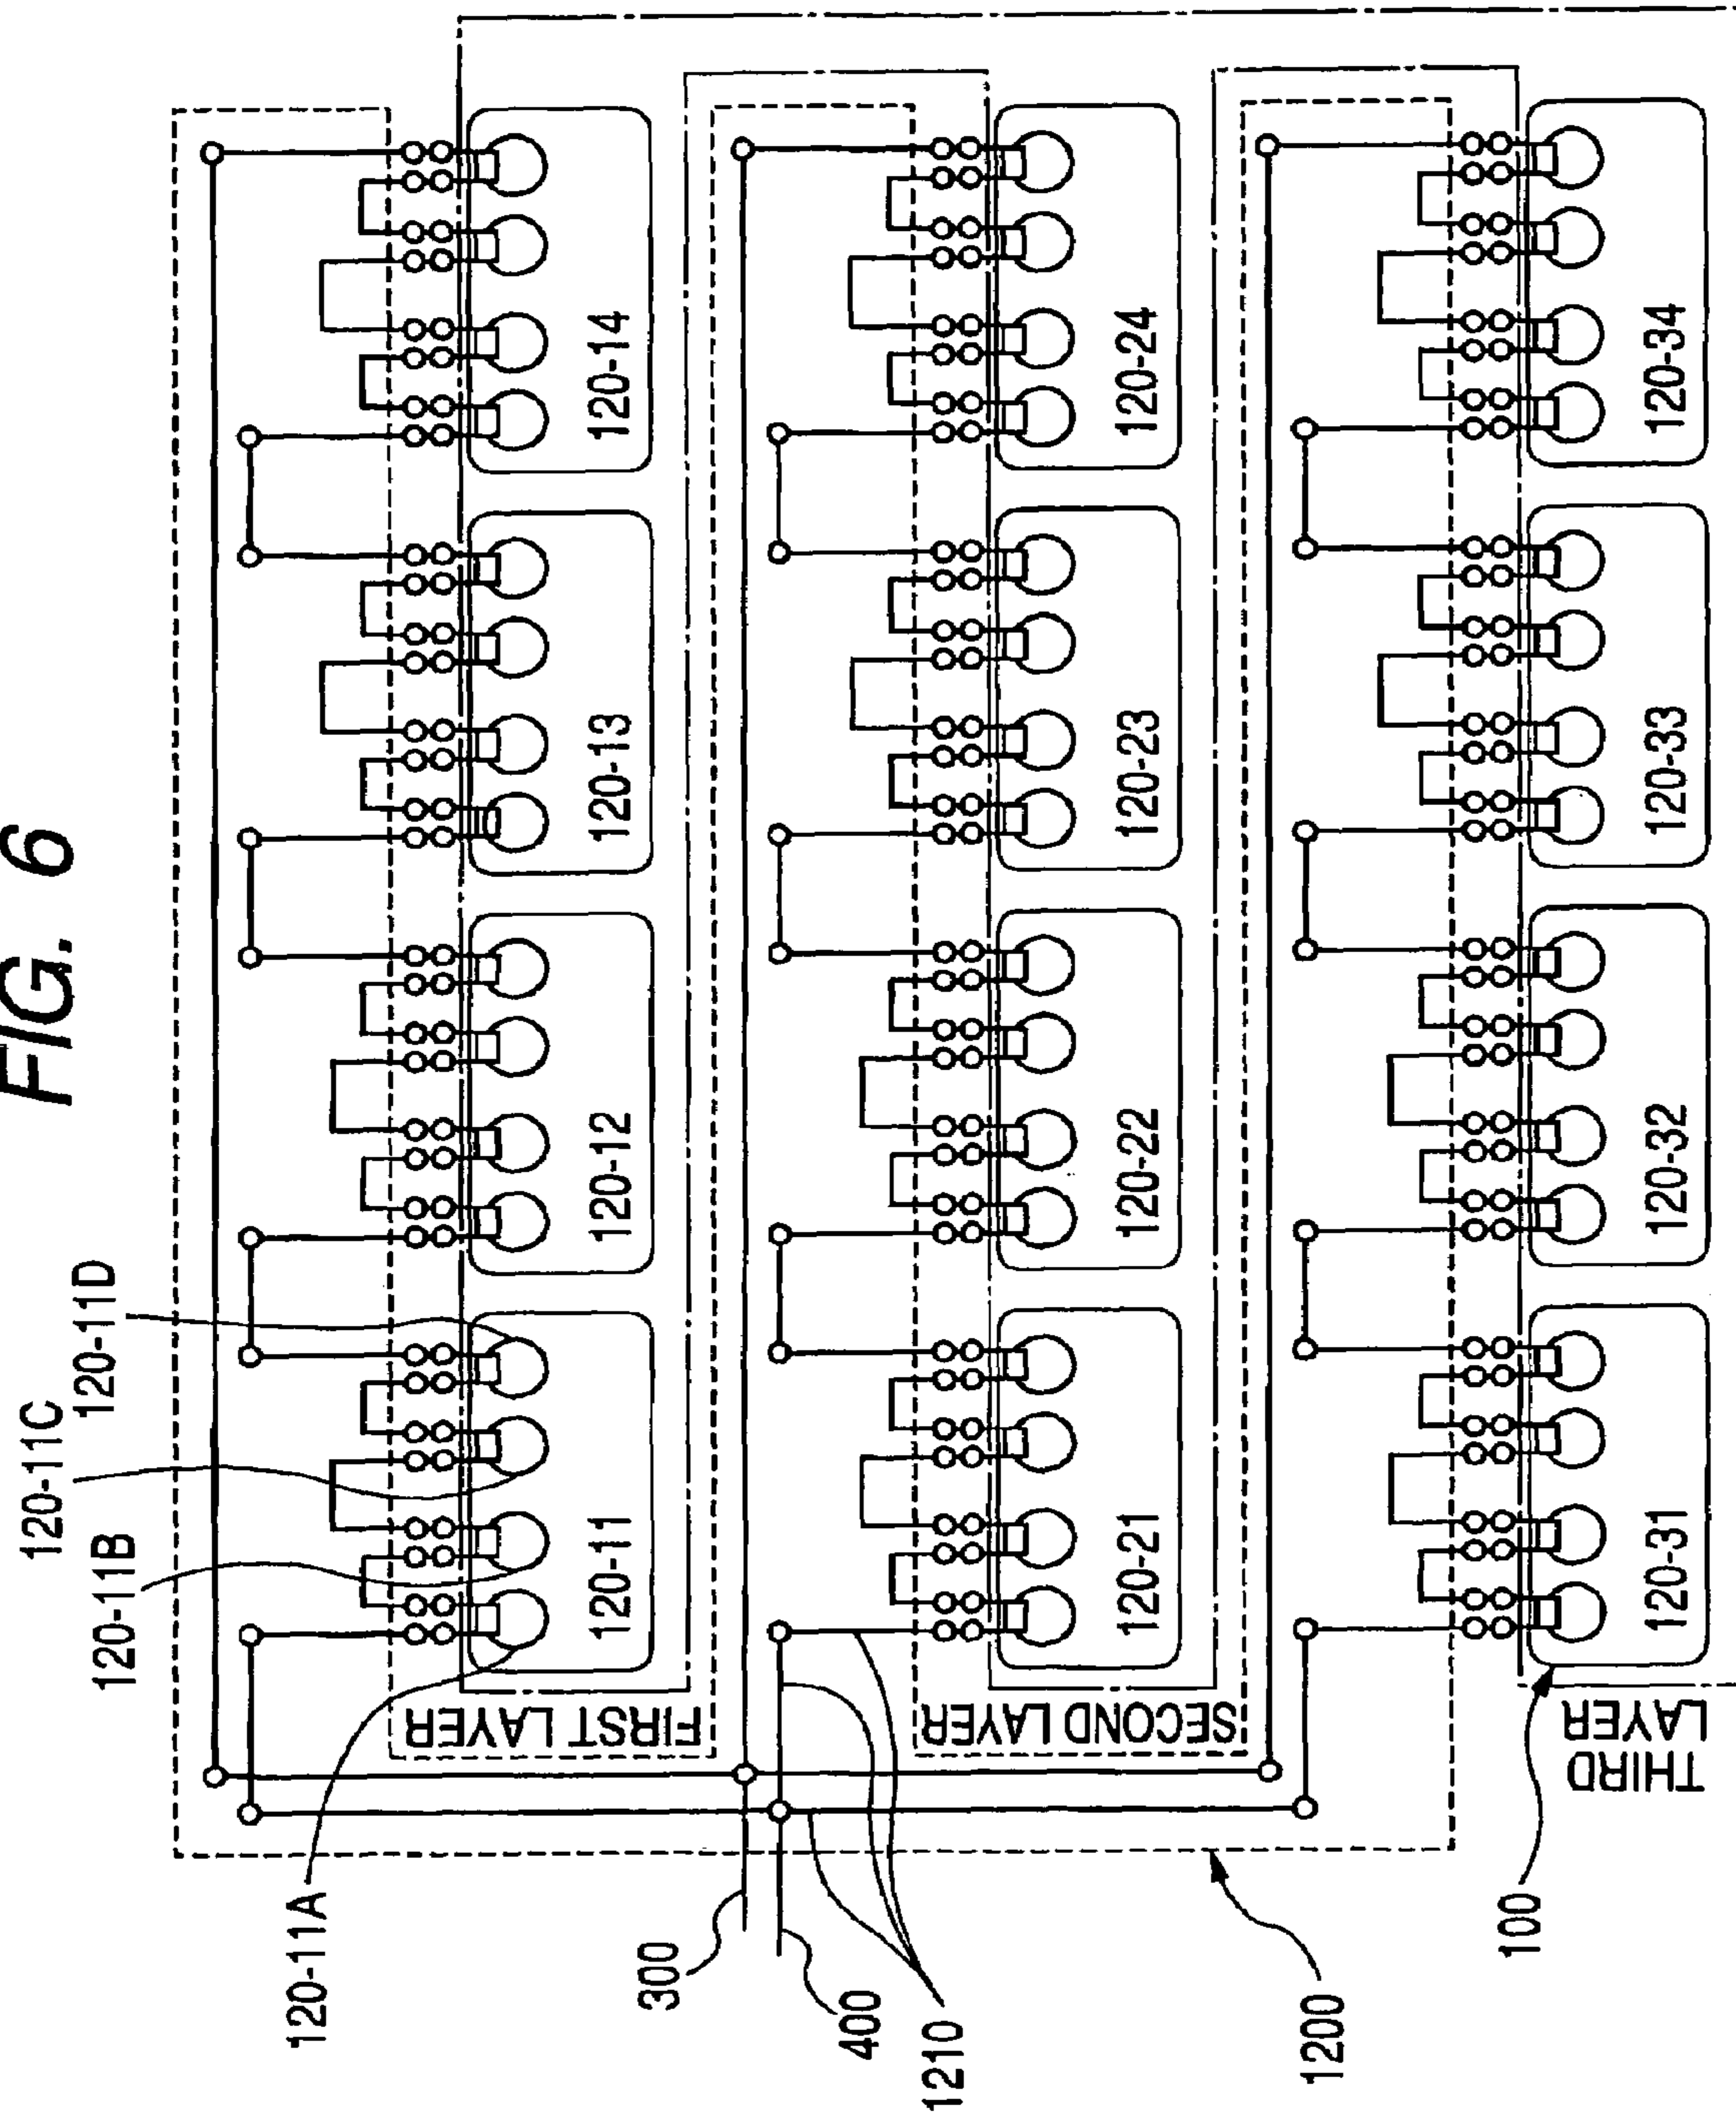 FIG. 6
120-11C
120-11D
120-11B
120-11A
120-11
120-12
120-13
120-14
FIRST LAYER
300
400
1210
120-21
120-22
120-23
120-24
SECOND LAYER
1200
100
120-31
120-32
120-33
120-34
THIRD
LAYER